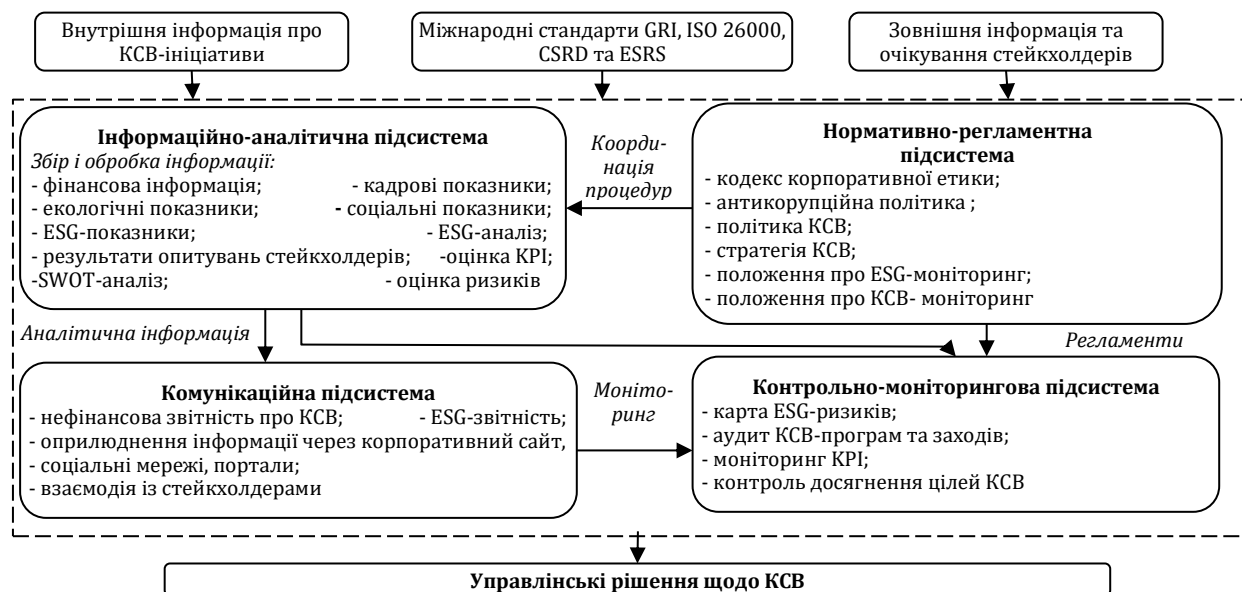 Внутрішня інформація про
КСВ-ініціативи
Міжнародні стандарти GRI, ISO 26000,
CSRD та ESRS
Зовнішня інформація та
очікування стейкхолдерів
Інформаційно-аналітична підсистема
Збір і обробка інформації:
- фінансова інформація; - кадрові показники;
- екологічні показники; - соціальні показники;
- ESG-показники; - ESG-аналіз;
- результати опитувань стейкхолдерів; -оцінка KPI;
-SWOT-аналіз; - оцінка ризиків
Коорди-
нація
процедур
Нормативно-регламентна
підсистема
- кодекс корпоративної етики;
- антикорупційна політика ;
- політика КСВ;
- стратегія КСВ;
- положення про ESG-моніторинг;
- положення про КСВ- моніторинг
Аналітична інформація
Регламенти
Комунікаційна підсистема
- нефінансова звітність про КСВ; - ESG-звітність;
- оприлюднення інформації через корпоративний сайт,
- соціальні мережі, портали;
- взаємодія із стейкхолдерами
Моніто-
ринг
Контрольно-моніторингова підсистема
- карта ESG-ризиків;
- аудит КСВ-програм та заходів;
- моніторинг KPI;
- контроль досягнення цілей КСВ
Управлінські рішення щодо КСВ